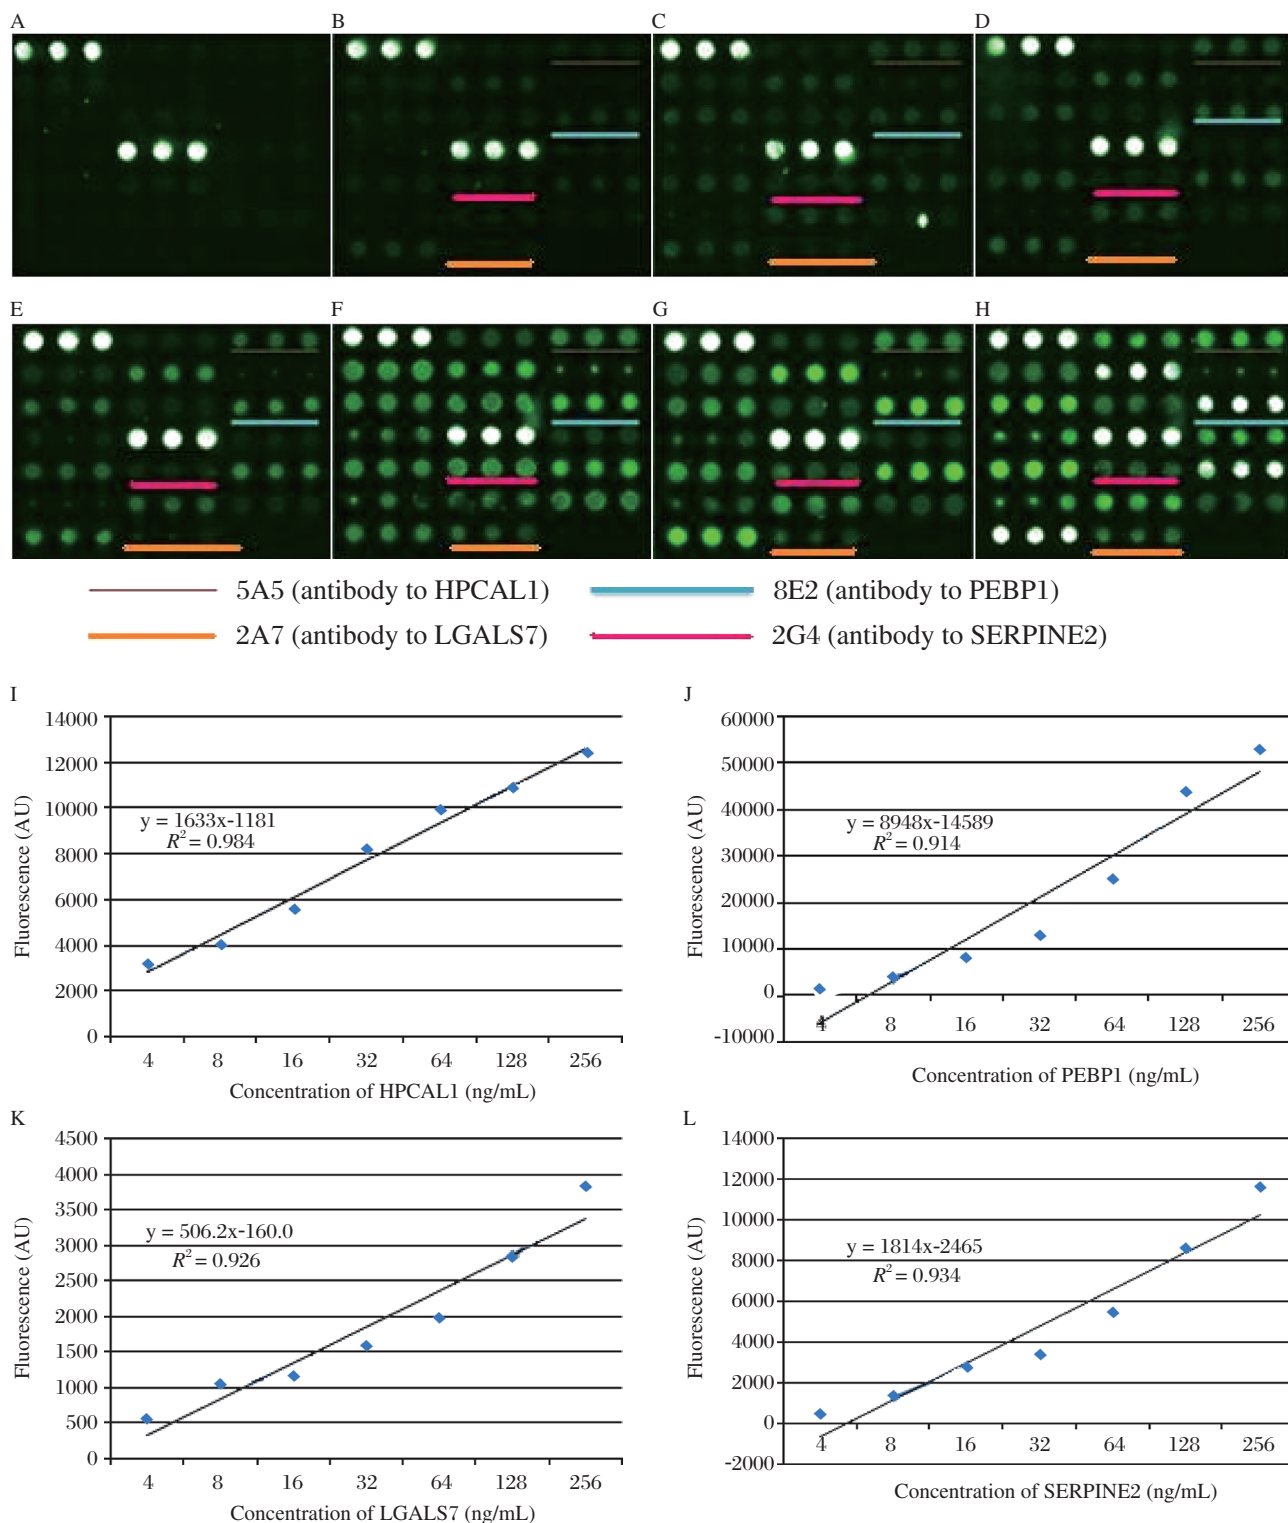 A B C D
E F G H
5A5 (antibody to HPCAL1) 8E2 (antibody to PEBP1)
2A7 (antibody to LGALS7) 2G4 (antibody to SERPINE2)
I
14000
12000
10000
8000
6000
4000
2000
0
Fluorescence (AU)
y = 1633x-1181
R² = 0.984
4 8 16 32 64 128 256
Concentration of HPCAL1 (ng/mL)
J
60000
50000
40000
30000
20000
10000
0
-10000
Fluorescence (AU)
y = 8948x-14589
R² = 0.914
4 8 16 32 64 128 256
Concentration of PEBP1 (ng/mL)
K
4500
4000
3500
3000
2500
2000
1500
1000
500
0
Fluorescence (AU)
y = 506.2x-160.0
R² = 0.926
4 8 16 32 64 128 256
Concentration of LGALS7 (ng/mL)
L
14000
12000
10000
8000
6000
4000
2000
0
-2000
Fluorescence (AU)
y = 1814x-2465
R² = 0.934
4 8 16 32 64 128 256
Concentration of SERPINE2 (ng/mL)